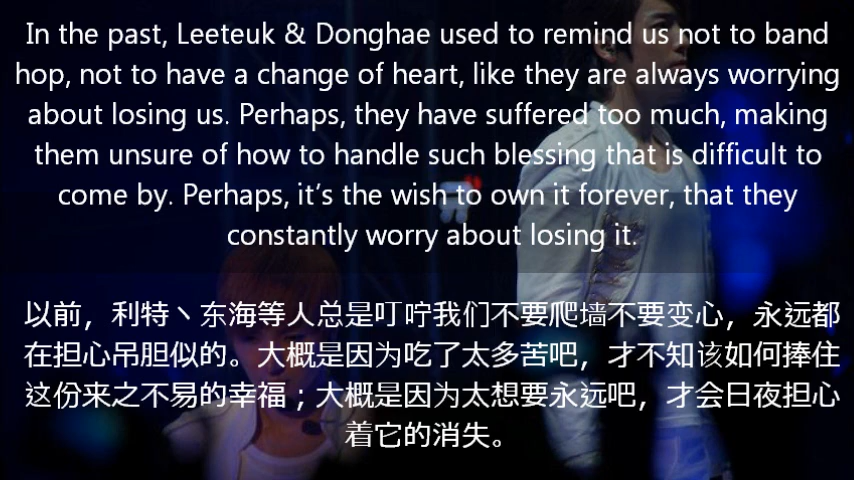 In the past, Leeteuk & Donghae used to remind us not to band
hop, not to have a change of heart, like they are always worrying
about losing us. Perhaps, they have suffered too much, making
them unsure of how to handle such blessing that is difficult to
come by. Perhaps, it's the wish to own it forever, that they
constantly worry about losing it.
以前，利特丶东海等人总是叮咛我们不要爬墙不要变心，永远都
在担心吊胆似的。大概是因为吃了太多苦吧，才不知该如何捧住
这份来之不易的幸福；大概是因为太想要永远吧，才会日夜担心
着它的消失。